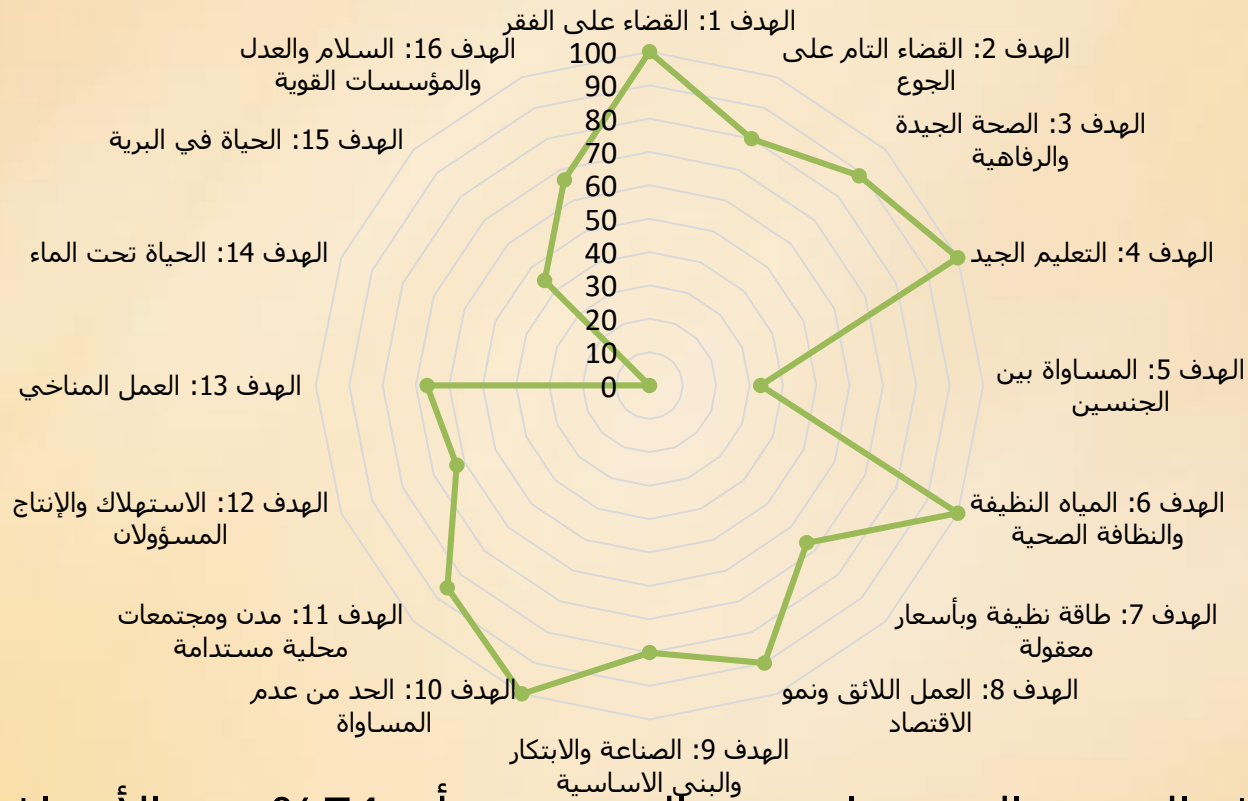 الهدف 1: القضاء على الفقر
الهدف 2: القضاء التام على
الجوع
الهدف 3: الصحة الجيدة
والرفاهية
الهدف 4: التعليم الجيد
الهدف 5: المساواة بين
الجنسين
الهدف 6: المياه النظيفة
والنظافة الصحية
الهدف 7: طاقة نظيفة وبأسعار
معقولة
الهدف 8: العمل اللائق ونمو
الاقتصاد
الهدف 9: الصناعة والابتكار
والبنى الاساسية
الهدف 10: الحد من عدم
المساواة
الهدف 11: مدن ومجتمعات
محلية مستدامة
الهدف 12: الاستهلاك والإنتاج
المسؤولان
الهدف 13: العمل المناخي
الهدف 14: الحياة تحت الماء
الهدف 15: الحياة في البرية
الهدف 16: السلام والعدل
والمؤسسات القوية
100
90
80
70
60
50
40
30
20
10
0